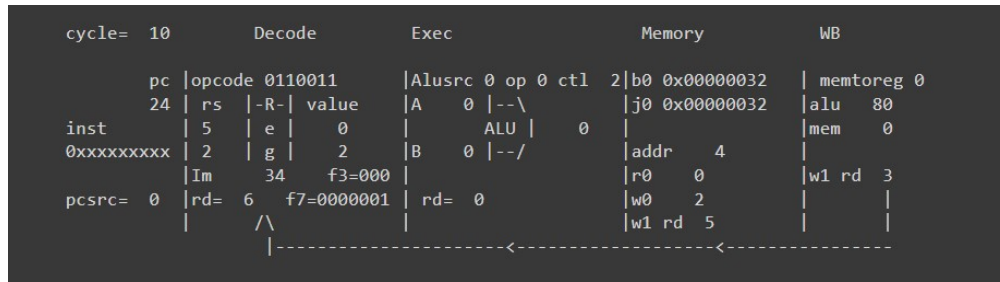 cycle= 10 Decode Exec Memory WB
pc |opcode 0110011 |Alusrc 0 op 0 ctl 2|b0 0x00000032 | memtoreg 0
24 | rs |-R-| value |A 0 |--\ |j0 0x00000032 |alu 80
inst | 5 | e | 0 | ALU | 0 | |mem 0
0xxxxxxxxx | 2 | g | 2 |B 0 |--/ |addr 4 |
|Im 34 f3=000 | |r0 0 |w1 rd 3
pcsrc= 0 |rd= 6 f7=0000001 | rd= 0 |w0 2 | |
| /\ | |w1 rd 5 | |
|----------------------<--------------------<----------------